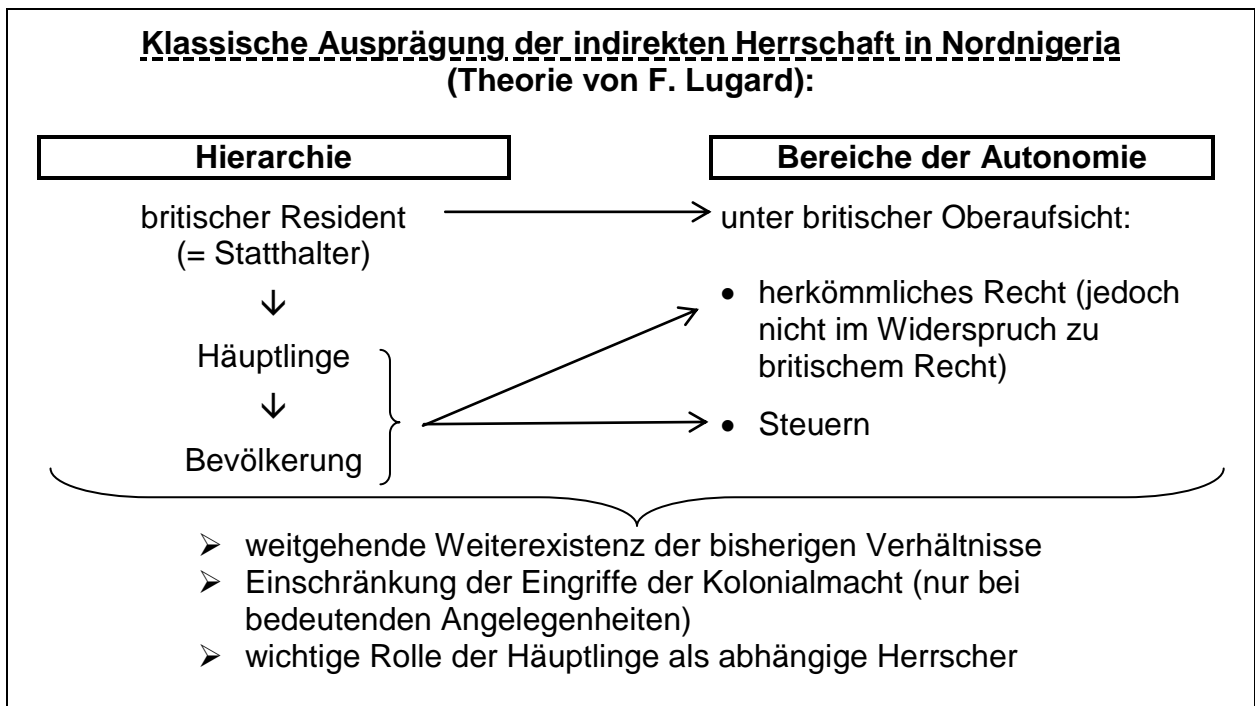 Klassische Ausprägung der indirekten Herrschaft in Nordnigeria
(Theorie von F. Lugard):
Hierarchie
britischer Resident
(= Statthalter)
Häuptlinge
Bevölkerung
Bereiche der Autonomie
unter britischer Oberaufsicht:
• herkömmliches Recht (jedoch
nicht im Widerspruch zu
britischem Recht)
• Steuern
➢ weitgehende Weiterexistenz der bisherigen Verhältnisse
➢ Einschränkung der Eingriffe der Kolonialmacht (nur bei
bedeutenden Angelegenheiten)
➢ wichtige Rolle der Häuptlinge als abhängige Herrscher